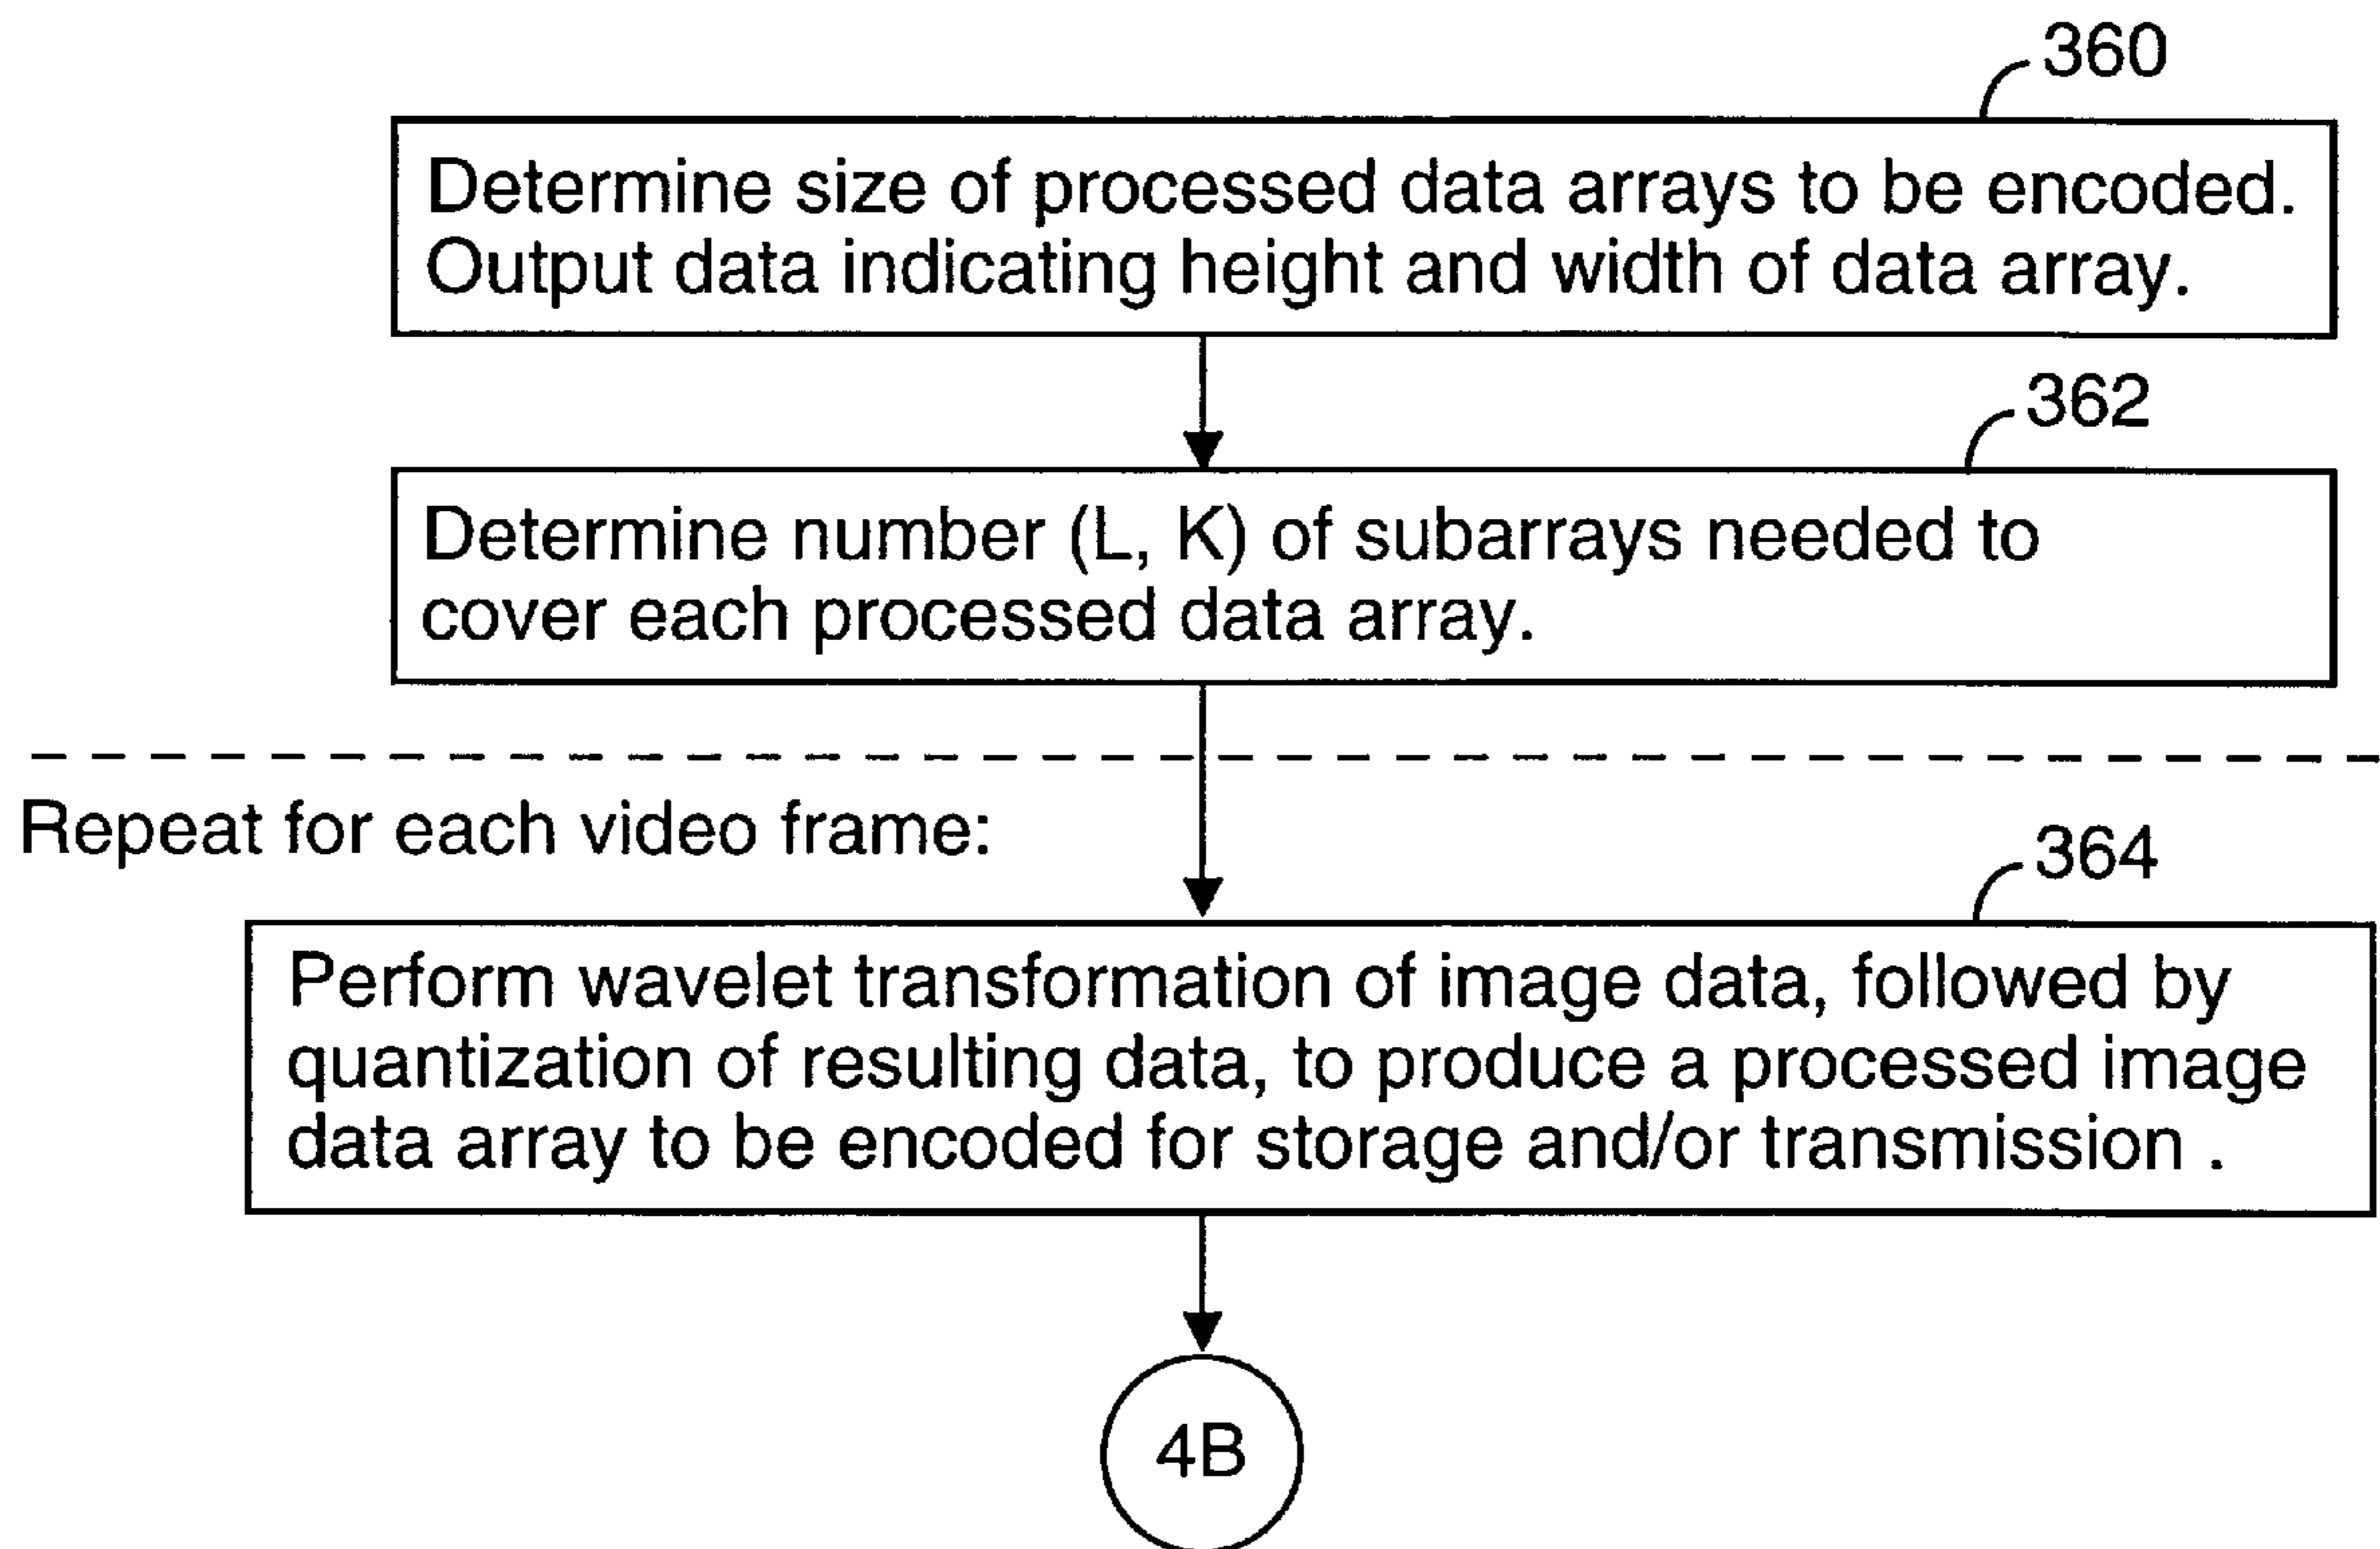 360
Determine size of processed data arrays to be encoded.
Output data indicating height and width of data array.
362
Determine number (L, K) of subarrays needed to
cover each processed data array.
Repeat for each video frame:
364
Perform wavelet transformation of image data, followed by
quantization of resulting data, to produce a processed image
data array to be encoded for storage and/or transmission .
4B